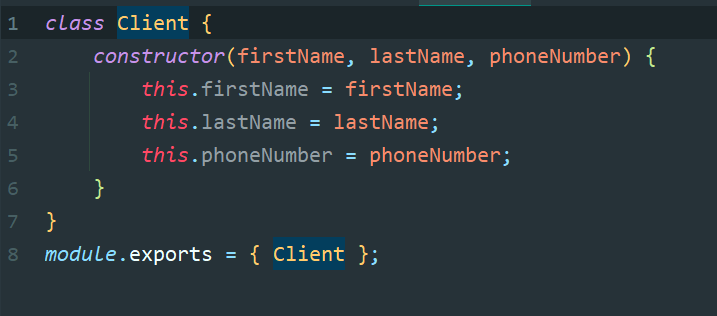 1 class Client {
2     constructor(firstName, lastName, phoneNumber) {
3         this.firstName = firstName;
4         this.lastName = lastName;
5         this.phoneNumber = phoneNumber;
6     }
7 }
8 module.exports = { Client };